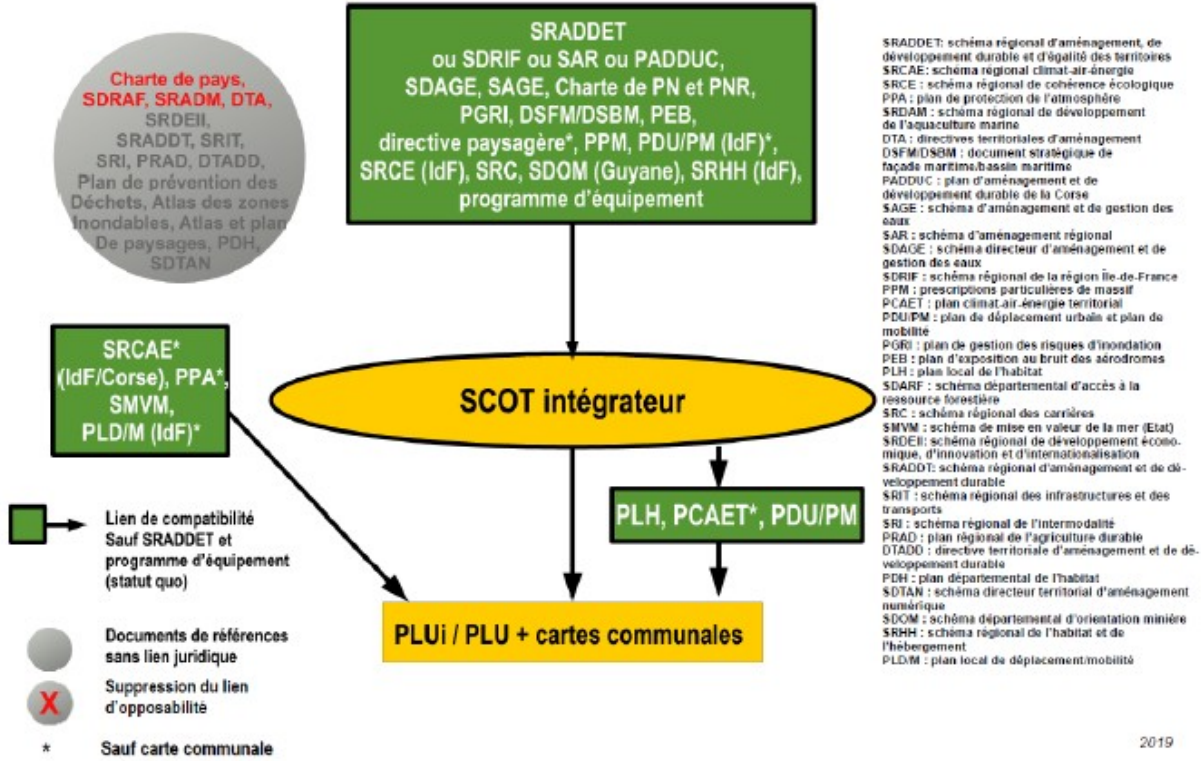 SRADDET
ou SDRIF ou SAR ou PADDUC,
SDAGE, SAGE, Charte de PN et PNR,
PGRI, DSFM/DSBM, PEB,
directive paysagère*, PPM, PDU/PM (IdF)*,
SRCE (IdF), SRC, SDOM (Guyane), SRHH (IdF),
programme d'équipement
Charte de pays,
SDRAF, SRADM, DTA,
SRDEII,
SRADDT, SRIT,
SRI, PRAD, DTADD,
Plan de prévention des
Déchets, Atlas des zones
Inondables, Atlas et plan
De paysages, PDH,
SDTAN
SRCAE*
(IdF/Corse), PPA*,
SMVM,
PLD/M (IdF)*
SCOT intégrateur
PLH, PCAET*, PDU/PM
PLUi / PLU + cartes communales
Lien de compatibilité
Sauf SRADDET et
programme d'équipement
(statut quo)
Documents de références
sans lien juridique
X
Suppression du lien
d'opposabilité
* Sauf carte communale
SRADDET: schéma régional d'aménagement, de
développement durable et d'égalité des territoires
SRCAE: schéma régional climat-air-énergie
SRCE : schéma régional de cohérence écologique
PPA : plan de protection de l'atmosphère
SRDAM : schéma régional de développement
de l'aquaculture marine
DTA : directives territoriales d'aménagement
DSFM/DSBM : document stratégique de
façade maritime/bassin maritime
PADDUC : plan d'aménagement et de
développement durable de la Corse
SAGE : schéma d'aménagement et de gestion des
eaux
SAR : schéma d'aménagement régional
SDAGE : schéma directeur d'aménagement et de
gestion des eaux
SDRIF : schéma régional de la région Île-de-France
PPM : prescriptions particulières de massif
PCAET : plan climat-air-énergie territorial
PDU/PM : plan de déplacement urbain et plan de
mobilité
PGRI : plan de gestion des risques d'inondation
PEB : plan d'exposition au bruit des aérodromes
PLH : plan local de l'habitat
SDARF : schéma départemental d'accès à la
ressource forestière
SRC : schéma régional des carrières
SMVM : schéma de mise en valeur de la mer (Etat)
SRDEII: schéma régional de développement écono-
mique, d'innovation et d'internationalisation
SRADDT: schéma régional d'aménagement et de dé-
veloppement durable
SRIT : schéma régional des infrastructures et des
transports
SRI : schéma régional de l'intermodalité
PRAD : plan régional de l'agriculture durable
DTADD : directive territoriale d'aménagement et de dé-
veloppement durable
PDH : plan départemental de l'habitat
SDTAN : schéma directeur territorial d'aménagement
numérique
SDOM : schéma départemental d'orientation minière
SRHH : schéma régional de l'habitat et de
l'hébergement
PLD/M : plan local de déplacement/mobilité
2019